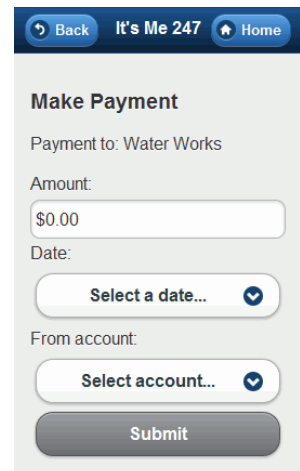 Back It's Me 247 Home
Make Payment
Payment to: Water Works
Amount:
$0.00
Date:
Select a date...
From account:
Select account...
Submit